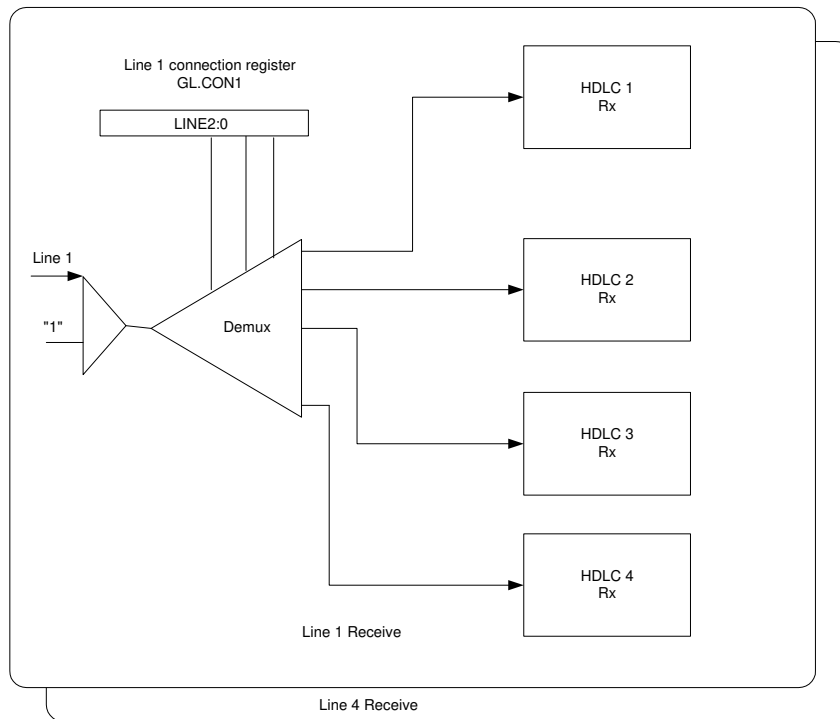 Line 1 connection register
GL.CON1
LINE2:0
HDLC 1
Rx
Line 1
"1"
Demux
HDLC 2
Rx
HDLC 3
Rx
HDLC 4
Rx
Line 1 Receive
Line 4 Receive